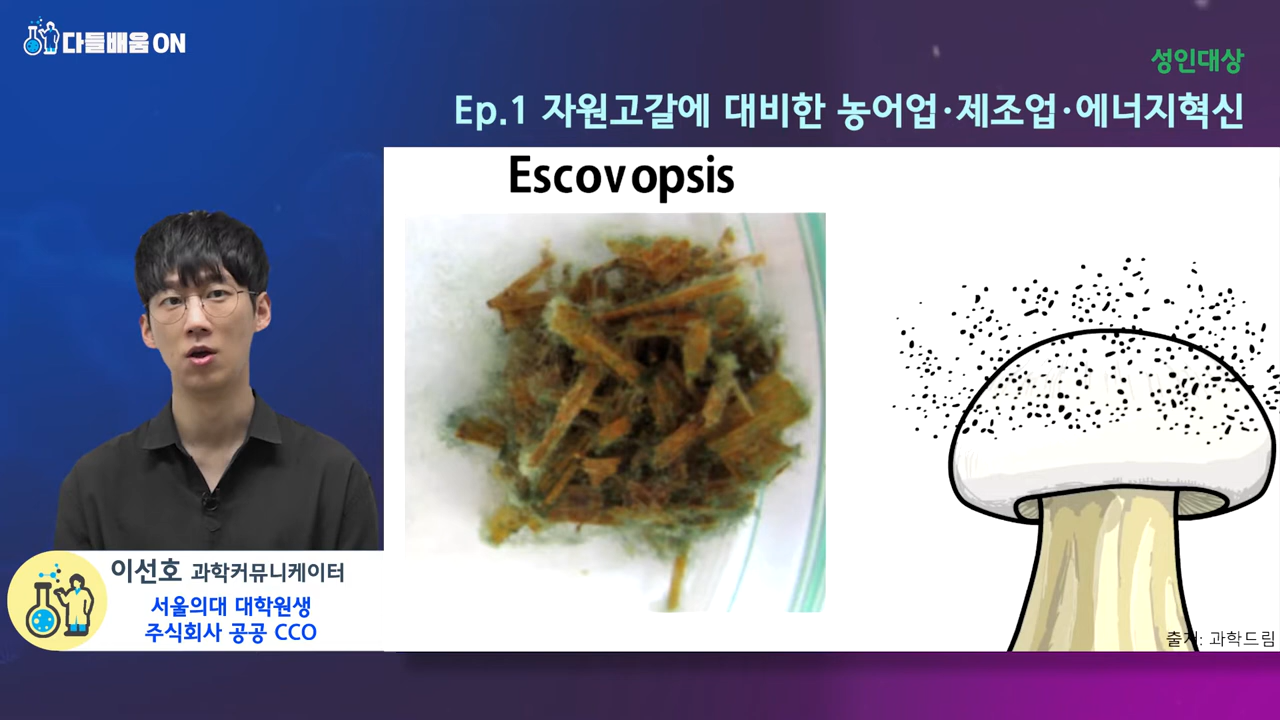 다들배움 ON
성인대상
Ep.1 자원고갈에 대비한 농어업·제조업·에너지혁신
Escovopsis
이선호 과학커뮤니케이터
서울의대 대학원생
주식회사 공공 CCO
출처: 과학드림